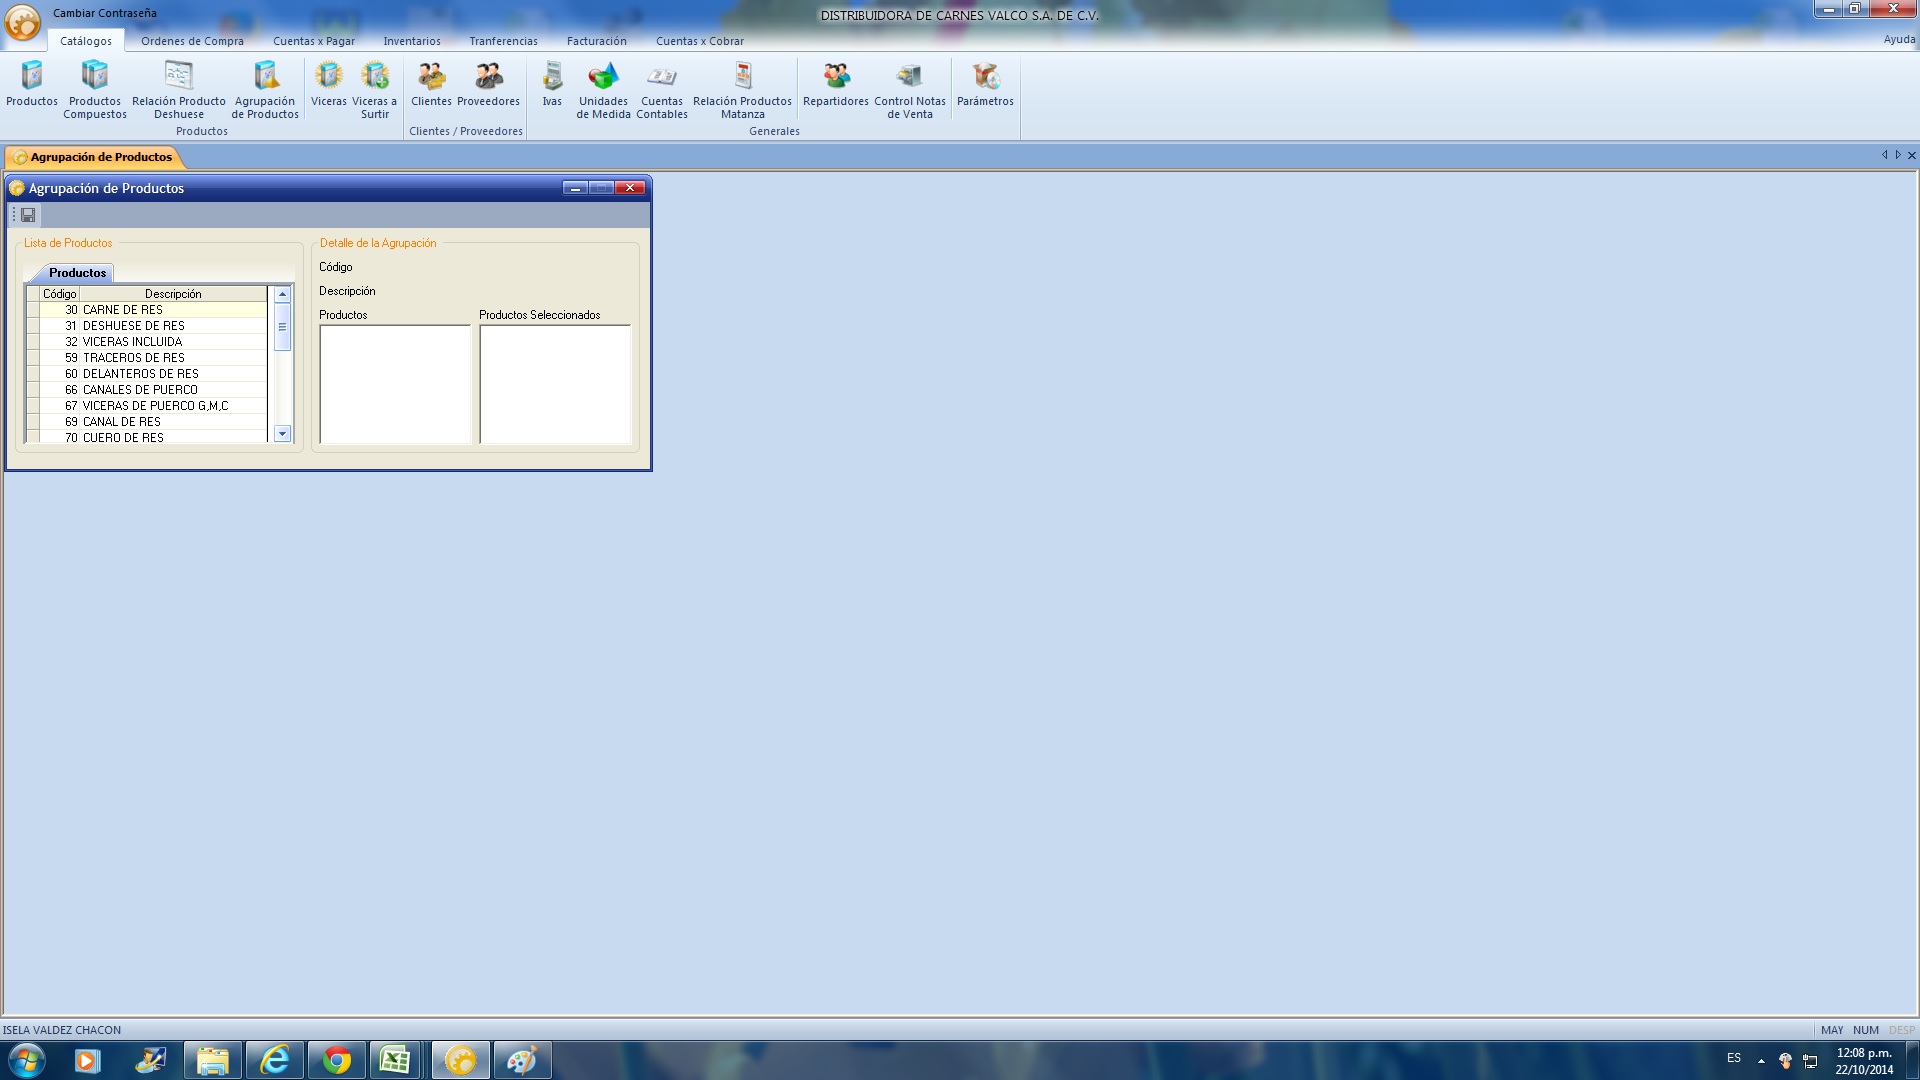 Cambiar Contraseña
DISTRIBUIDORA DE CARNES VALCO S.A. DE C.V.
Catálogos Ordenes de Compra Cuentas x Pagar Inventarios Tranferencias Facturación Cuentas x Cobrar Ayuda
Productos
Productos Compuestos
Relación Producto Deshuese
Agrupación de Productos
Viceras
Viceras a Surtir
Clientes
Proveedores
Ivas
Unidades de Medida
Cuentas Contables
Relación Productos Matanza
Repartidores
Control Notas de Venta
Parámetros
Productos
Clientes / Proveedores
Generales
Agrupación de Productos
Agrupación de Productos
Lista de Productos
Productos
Código Descripción
30 CARNE DE RES
31 DESHUESE DE RES
32 VICERAS INCLUIDA
59 TRACEROS DE RES
60 DELANTEROS DE RES
66 CANALES DE PUERCO
67 VICERAS DE PUERCO G,M,C
69 CANAL DE RES
70 CUERO DE RES
Detalle de la Agrupación
Código
Descripción
Productos
Productos Seleccionados
ISELA VALDEZ CHACON
MAY NUM DESP
ES
12:08 p.m.
22/10/2014